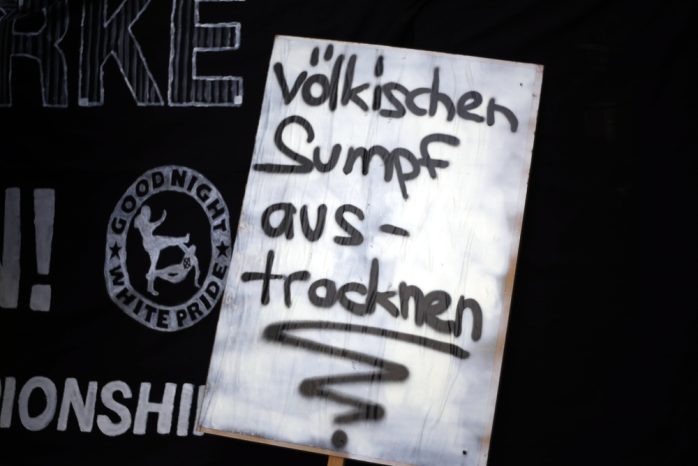 RKE
völkischen
Sumpf
aus-
trocknen
N!
GOOD NIGHT
WHITE PRIDE
IONSHI